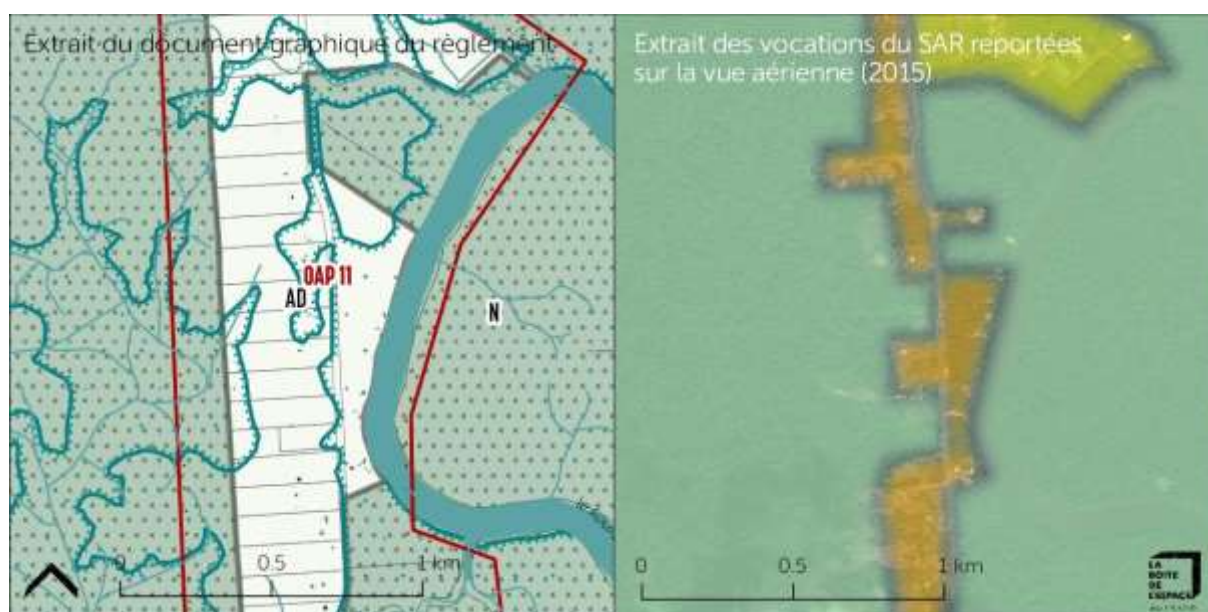 Extrait du document graphique du règlement
OAP 11
AD
N
0
0.5
1 km
Extrait des vocations du SAR reportées
sur la vue aérienne (2015)
0
0.5
1 km
LA
BOITE
DE
L'ESPACE